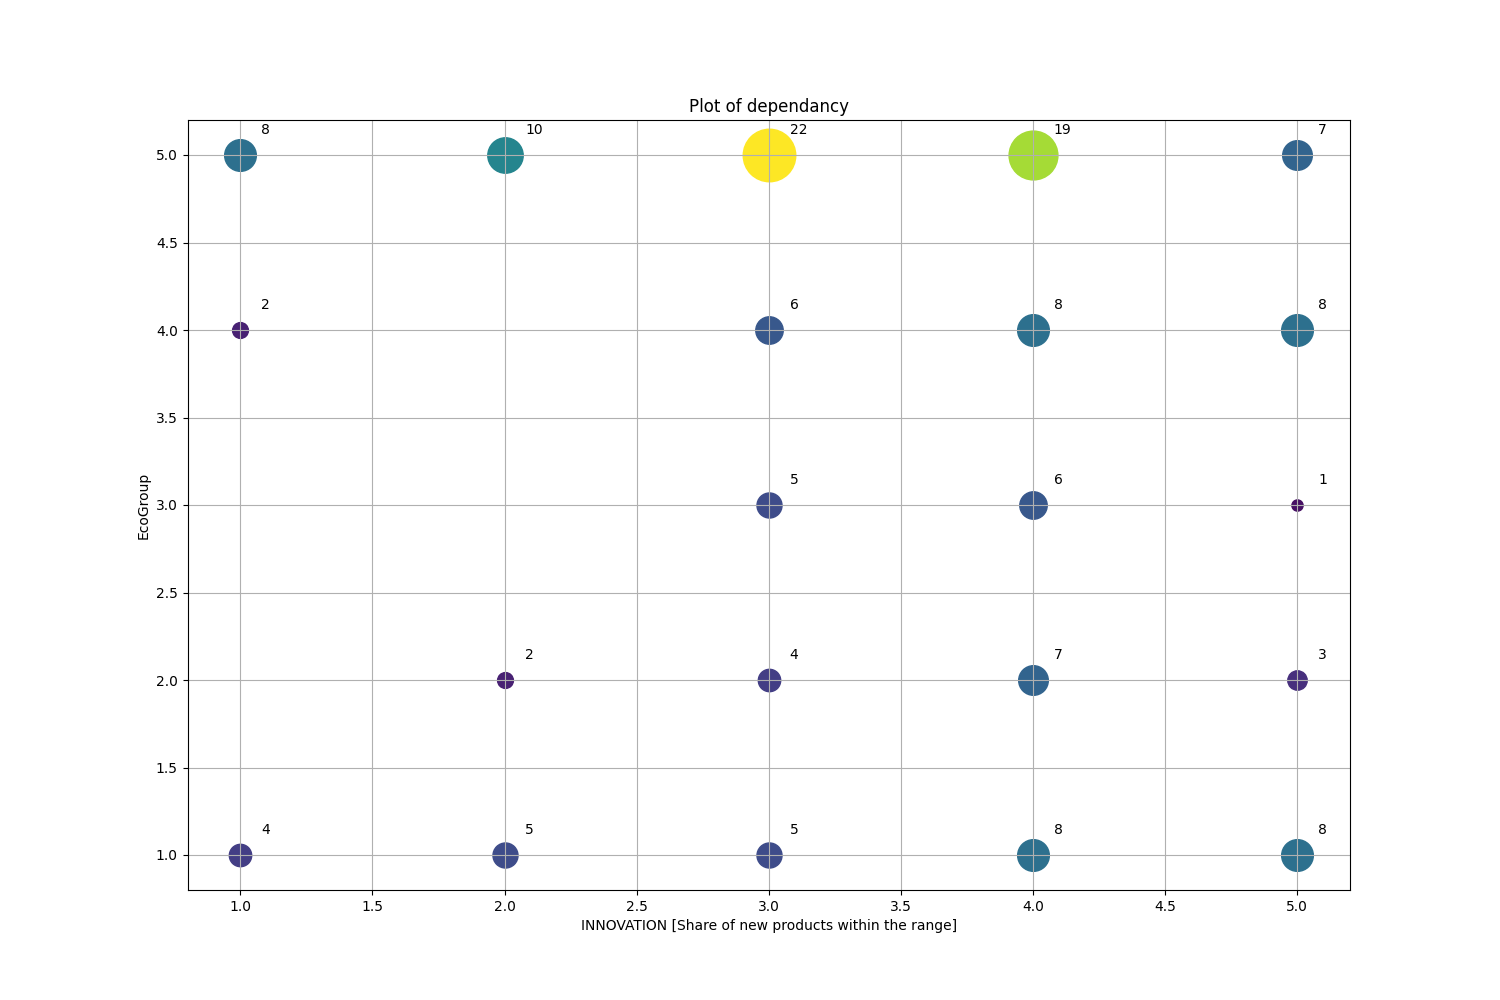 Plot of dependancy
8 10 22 19 7
5.0
4.5
2 6 8 8
4.0
3.5
5 6 1
3.0
EcoGroup
2.5
2 4 7 3
2.0
1.5
4 5 5 8 8
1.0
1.0 1.5 2.0 2.5 3.0 3.5 4.0 4.5 5.0
INNOVATION [Share of new products within the range]